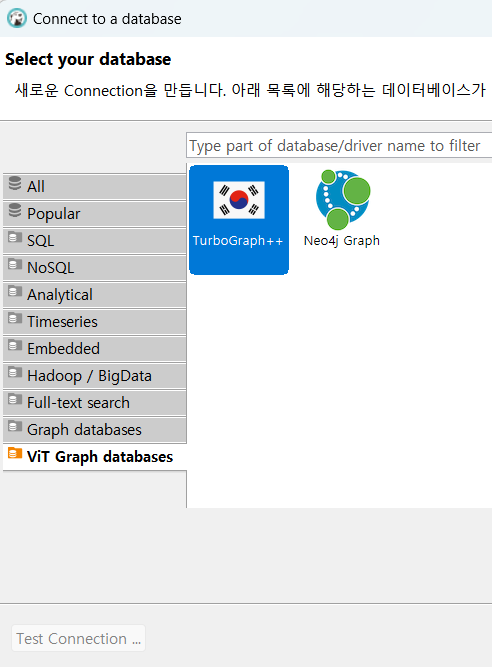 Connect to a database
Select your database
새로운 Connection을 만듭니다. 아래 목록에 해당하는 데이터베이스가
Type part of database/driver name to filter
All
Popular
SQL
NoSQL
Analytical
Timeseries
Embedded
Hadoop / BigData
Full-text search
Graph databases
ViT Graph databases
TurboGraph++
Neo4j Graph
Test Connection ...